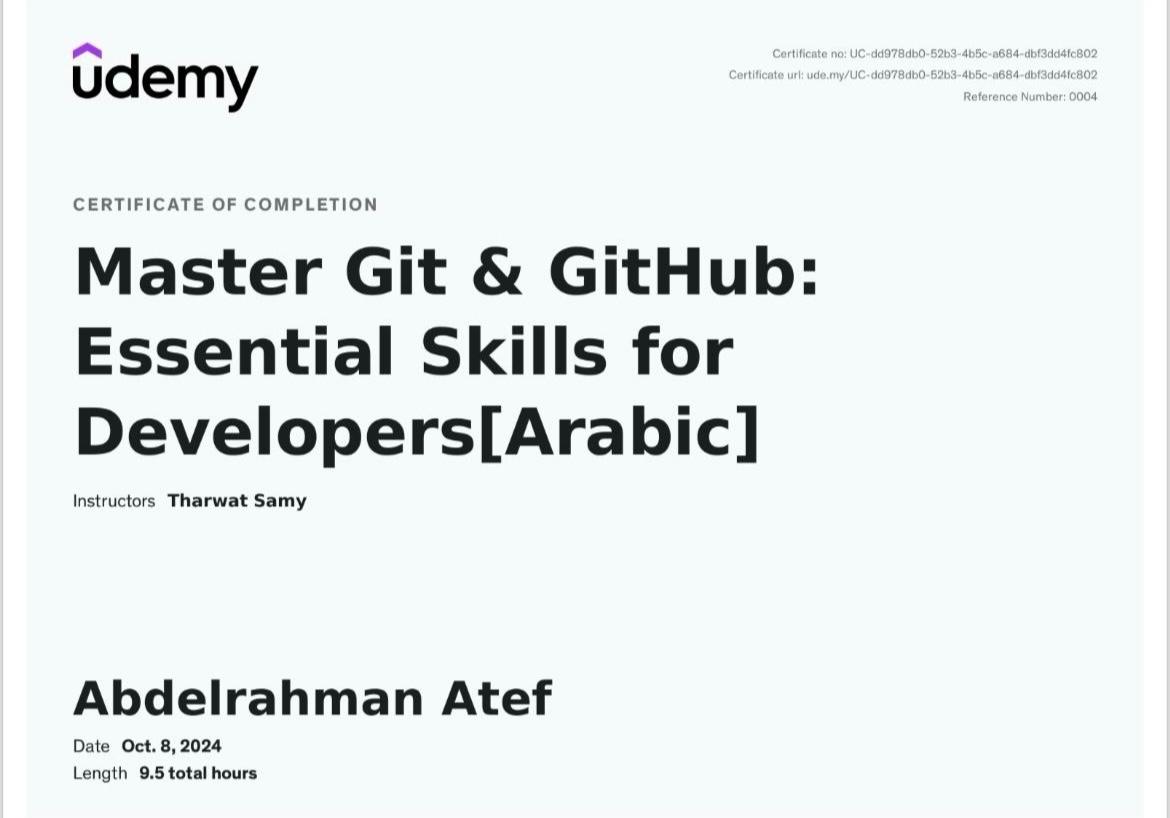 udemy
Certificate no: UC-dd978db0-52b3-4b5c-a684-dbf3dd4fc802
Certificate url: ude.my/UC-dd978db0-52b3-4b5c-a684-dbf3dd4fc802
Reference Number: 0004
CERTIFICATE OF COMPLETION
Master Git & GitHub:
Essential Skills for
Developers[Arabic]
Instructors Tharwat Samy
Abdelrahman Atef
Date Oct. 8, 2024
Length 9.5 total hours